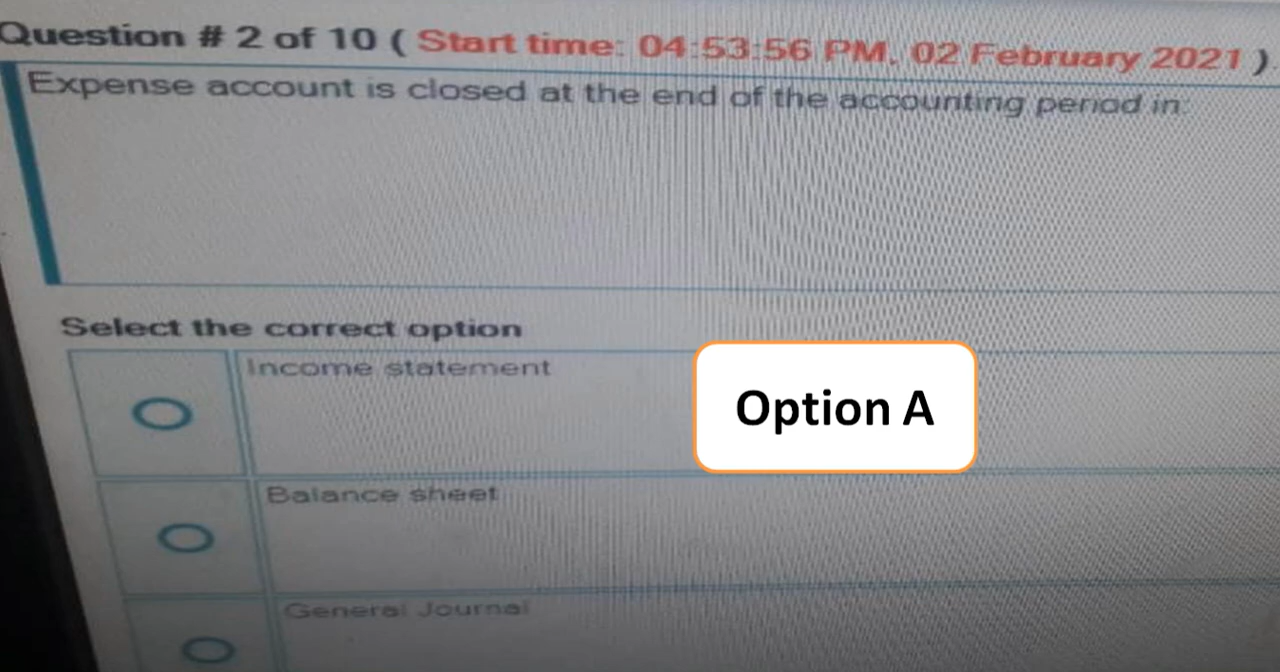 Question # 2 of 10 ( Start time: 04:53:56 PM, 02 February 2021 )
Expense account is closed at the end of the accounting period in:
Select the correct option
Income statement
Option A
Balance sheet
General Journal